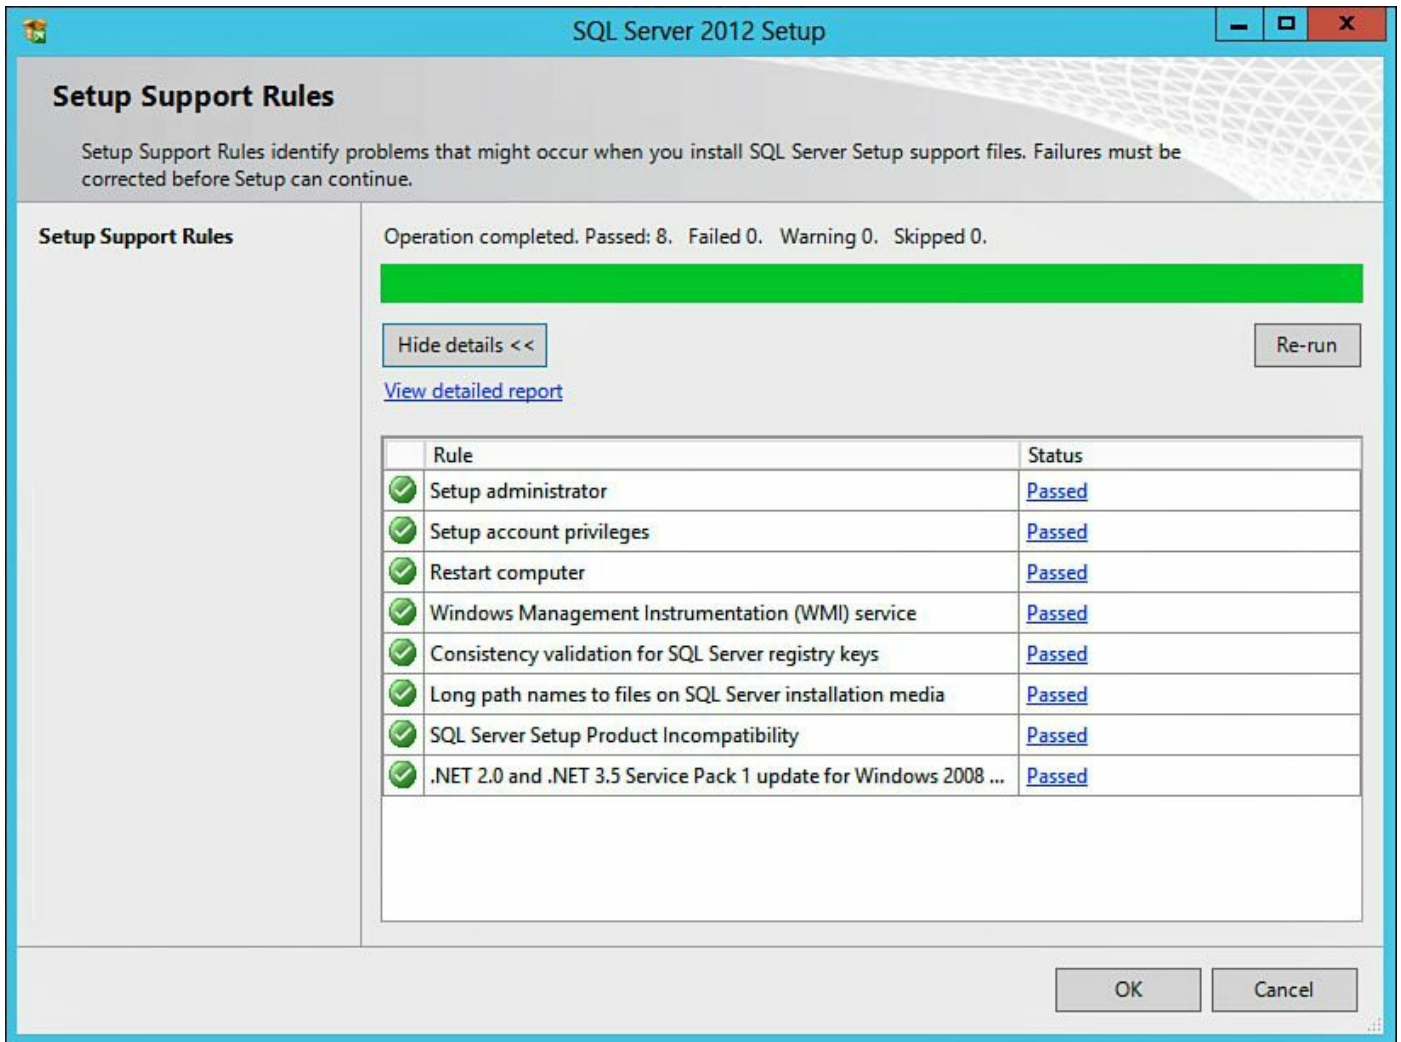 SQL Server 2012 Setup
Setup Support Rules
Setup Support Rules identify problems that might occur when you install SQL Server Setup support files. Failures must be
corrected before Setup can continue.
Setup Support Rules
Operation completed. Passed: 8.   Failed 0.   Warning 0.   Skipped 0.
Hide details <<
Re-run
View detailed report
Rule Status
Setup administrator Passed
Setup account privileges Passed
Restart computer Passed
Windows Management Instrumentation (WMI) service Passed
Consistency validation for SQL Server registry keys Passed
Long path names to files on SQL Server installation media Passed
SQL Server Setup Product Incompatibility Passed
.NET 2.0 and .NET 3.5 Service Pack 1 update for Windows 2008 ... Passed
OK Cancel